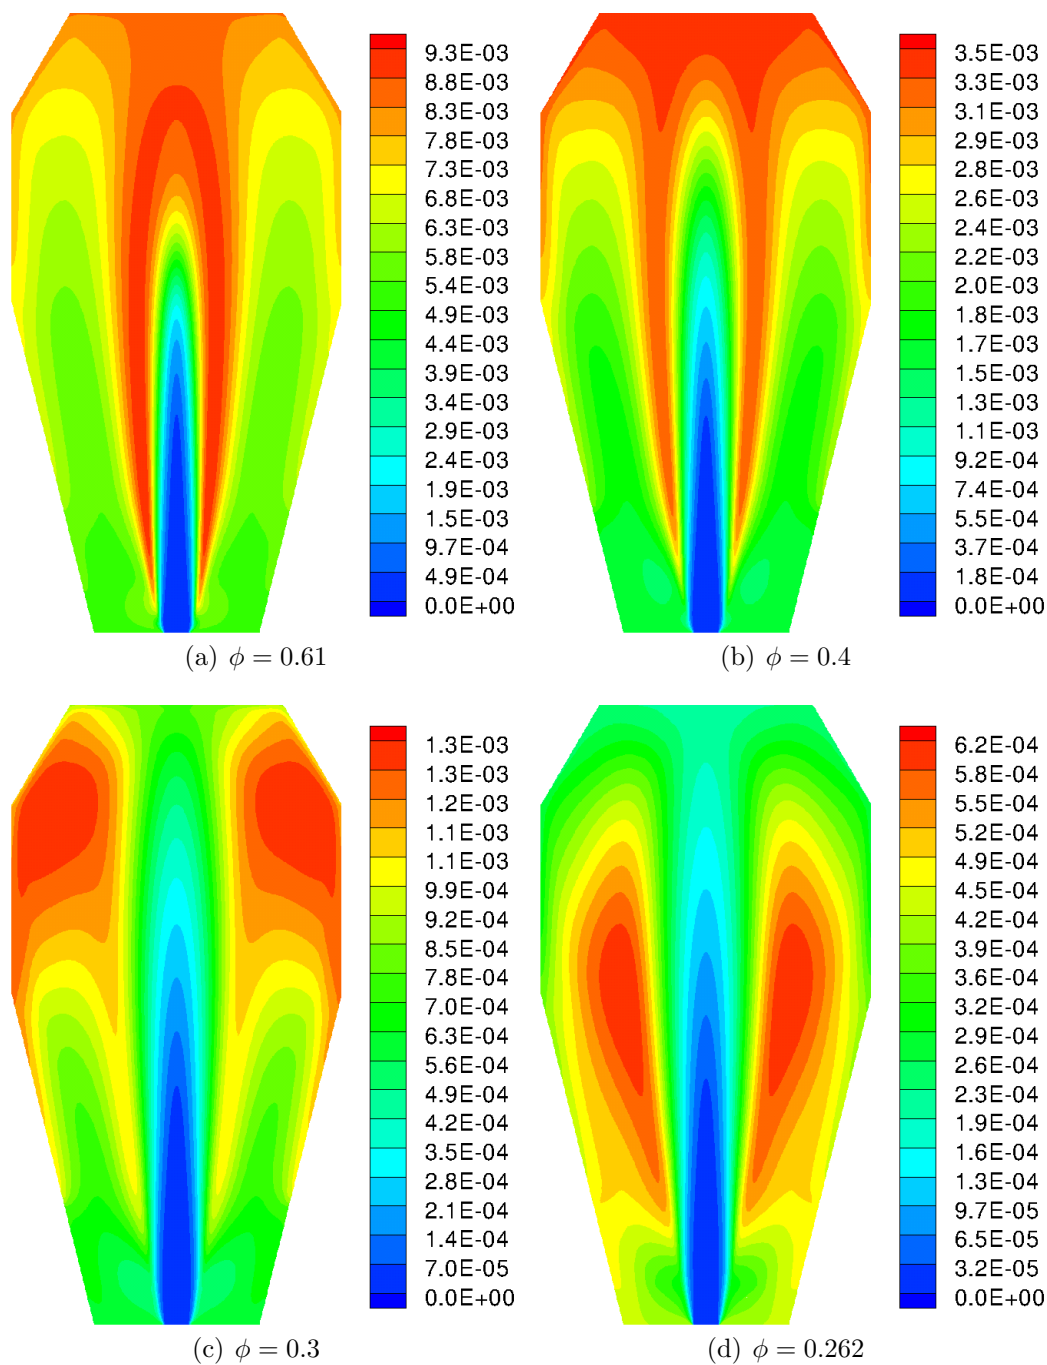 9.3E-03
8.8E-03
8.3E-03
7.8E-03
7.3E-03
6.8E-03
6.3E-03
5.8E-03
5.4E-03
4.9E-03
4.4E-03
3.9E-03
3.4E-03
2.9E-03
2.4E-03
1.9E-03
1.5E-03
9.7E-04
4.9E-04
0.0E+00
(a) ϕ = 0.61
3.5E-03
3.3E-03
3.1E-03
2.9E-03
2.8E-03
2.6E-03
2.4E-03
2.2E-03
2.0E-03
1.8E-03
1.7E-03
1.5E-03
1.3E-03
1.1E-03
9.2E-04
7.4E-04
5.5E-04
3.7E-04
1.8E-04
0.0E+00
(b) ϕ = 0.4
1.3E-03
1.3E-03
1.2E-03
1.1E-03
1.1E-03
9.9E-04
9.2E-04
8.5E-04
7.8E-04
7.0E-04
6.3E-04
5.6E-04
4.9E-04
4.2E-04
3.5E-04
2.8E-04
2.1E-04
1.4E-04
7.0E-05
0.0E+00
(c) ϕ = 0.3
6.2E-04
5.8E-04
5.5E-04
5.2E-04
4.9E-04
4.5E-04
4.2E-04
3.9E-04
3.6E-04
3.2E-04
2.9E-04
2.6E-04
2.3E-04
1.9E-04
1.6E-04
1.3E-04
9.7E-05
6.5E-05
3.2E-05
0.0E+00
(d) ϕ = 0.262